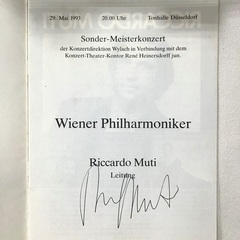 29. Mai 1993 20.00 Uhr Tonhalle Düsseldorf
Sonder-Meisterkonzert
der Konzertdirektion Wylach in Verbindung mit dem
Konzert-Theater-Kontor René Heinersdorff jun.
Wiener Philharmoniker
Riccardo Muti
Leitung